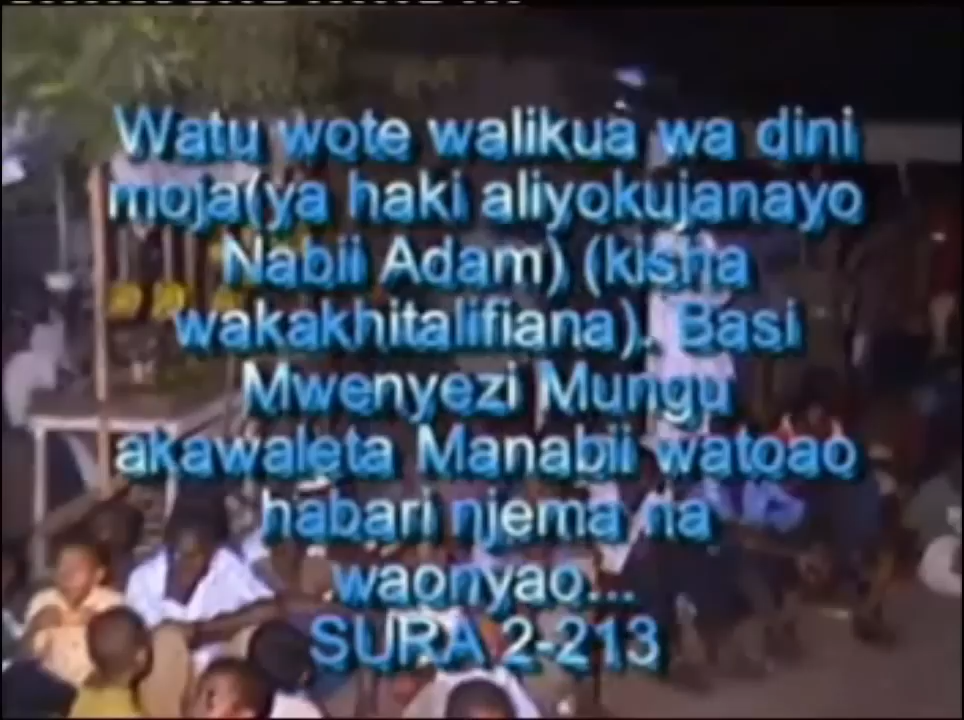 Watu wote walikua wa dini
moja(ya haki aliyokujanayo
Nabii Adam) (kisha
wakakhitalifiana). Basi
Mwenyezi Mungu
akawaleta Manabii watoao
habari njema na
waonyao...
SURA 2-213